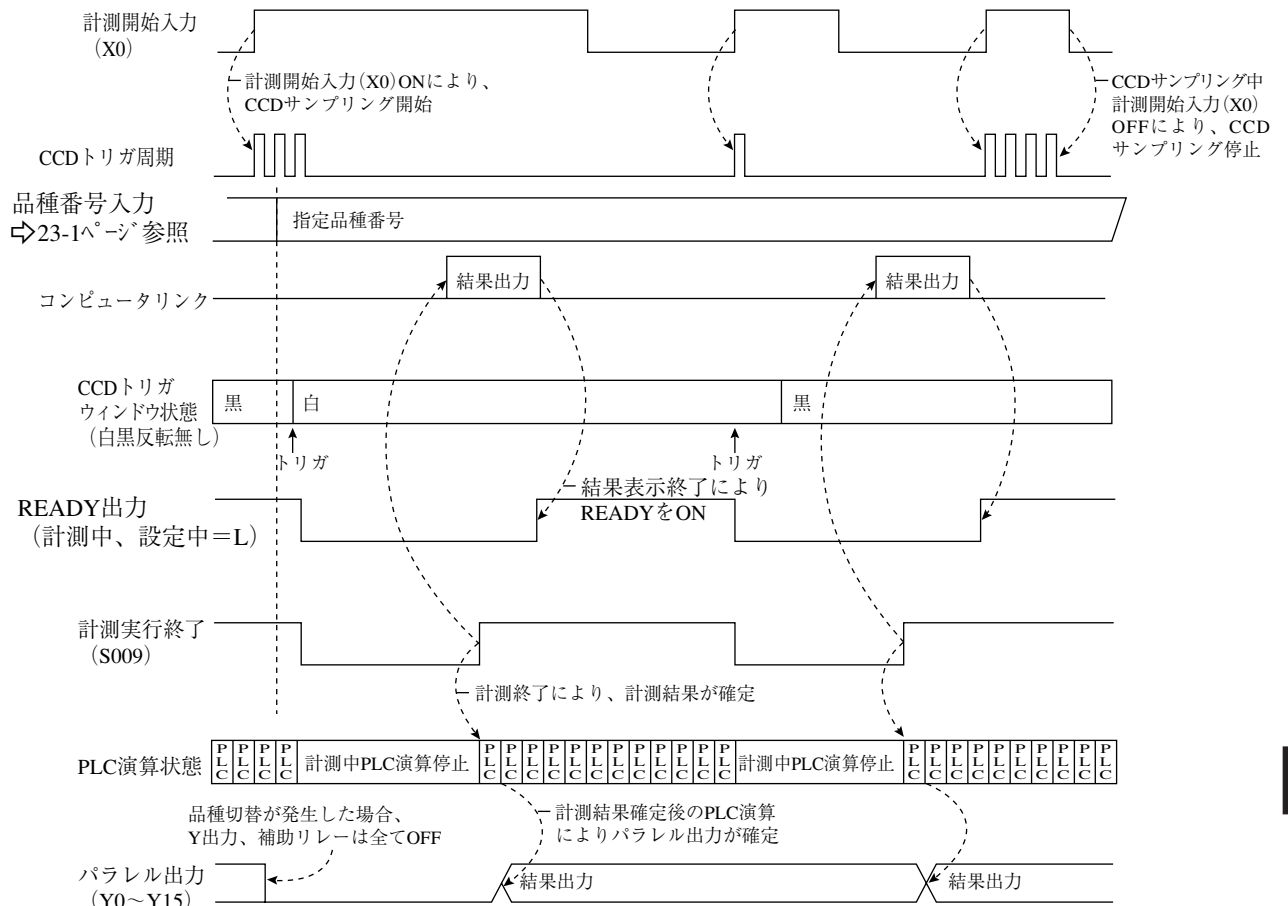 計測開始入力
(X0)
計測開始入力(X0)ONにより、
CCDサンプリング開始
CCDサンプリング中
計測開始入力(X0)
OFFにより、CCD
サンプリング停止
CCDトリガ周期
品種番号入力
⇨23-1ページ参照
指定品種番号
コンピュータリンク
結果出力
結果出力
CCDトリガ
ウィンドウ状態
(白黒反転無し)
黒
白
黒
トリガ
トリガ
結果表示終了により
READYをON
READY出力
(計測中、設定中＝L)
計測実行終了
(S009)
計測終了により、計測結果が確定
PLC演算状態
PLC PLC PLC PLC 計測中PLC演算停止 PLC PLC PLC PLC PLC PLC PLC PLC PLC PLC PLC PLC 計測中PLC演算停止 PLC PLC PLC PLC PLC PLC PLC PLC PLC PLC
品種切替が発生した場合、
Y出力、補助リレーは全てOFF
計測結果確定後のPLC演算
によりパラレル出力が確定
パラレル出力
(Y0～Y15)
結果出力
結果出力